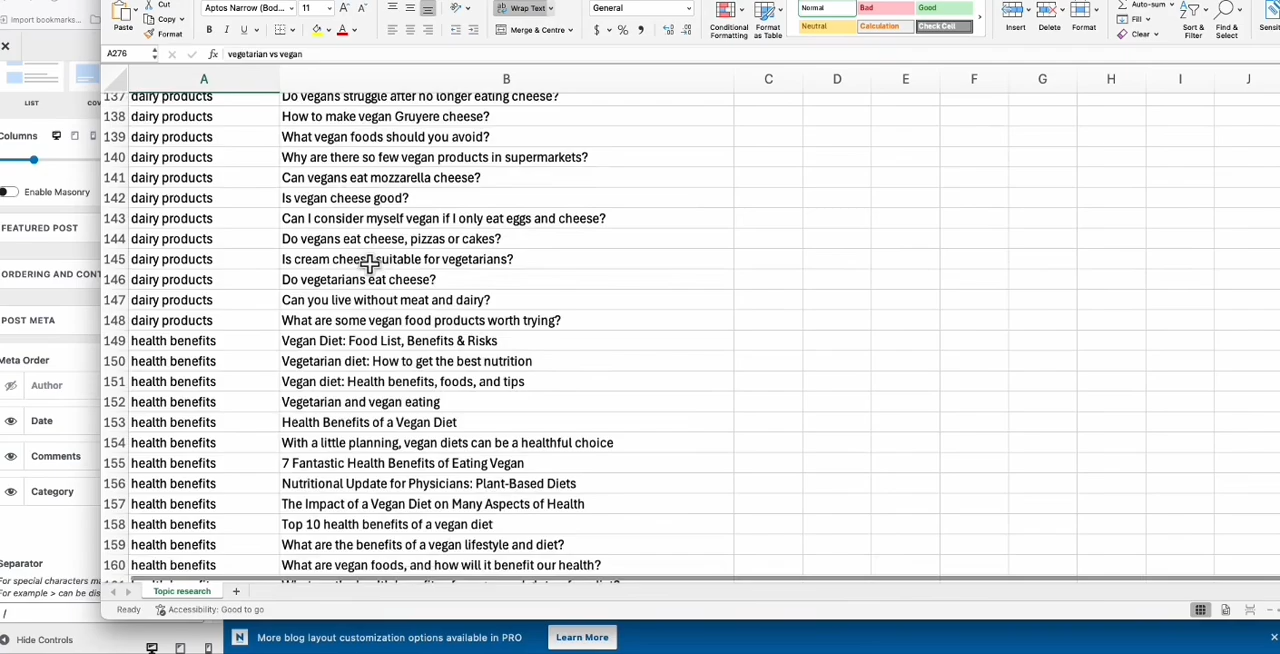 Cut
Aptos Narrow (Bod...
11
A
A
Wrap Text
General
Normal
Bad
Good
Auto-sum
Paste
Copy
Format
B
A
Merge & Centre
$
%
Conditional
Formatting
Format
as Table
Neutral
Calculation
Check Cell
Insert
Delete
Format
Fill
Clear
Sort &
Filter
Find &
Select
Import bookmarks...
A276
fx
vegetarian vs vegan
A B C D E F G H I J
137 dairy products Do vegans struggle after no longer eating cheese?
138 dairy products How to make vegan Gruyere cheese?
139 dairy products What vegan foods should you avoid?
140 dairy products Why are there so few vegan products in supermarkets?
141 dairy products Can vegans eat mozzarella cheese?
142 dairy products Is vegan cheese good?
143 dairy products Can I consider myself vegan if I only eat eggs and cheese?
144 dairy products Do vegans eat cheese, pizzas or cakes?
145 dairy products Is cream cheese suitable for vegetarians?
146 dairy products Do vegetarians eat cheese?
147 dairy products Can you live without meat and dairy?
148 dairy products What are some vegan food products worth trying?
149 health benefits Vegan Diet: Food List, Benefits & Risks
150 health benefits Vegetarian diet: How to get the best nutrition
151 health benefits Vegan diet: Health benefits, foods, and tips
152 health benefits Vegetarian and vegan eating
153 health benefits Health Benefits of a Vegan Diet
154 health benefits With a little planning, vegan diets can be a healthful choice
155 health benefits 7 Fantastic Health Benefits of Eating Vegan
156 health benefits Nutritional Update for Physicians: Plant-Based Diets
157 health benefits The Impact of a Vegan Diet on Many Aspects of Health
158 health benefits Top 10 health benefits of a vegan diet
159 health benefits What are the benefits of a vegan lifestyle and diet?
160 health benefits What are vegan foods, and how will it benefit our health?
Topic research
+
Ready
Accessibility: Good to go
LIST
Columns
Enable Masonry
FEATURED POST
ORDERING AND CONT
POST META
Meta Order
Author
Date
Comments
Category
Separator
For special characters
For example > can be
/
Hide Controls
N
More blog layout customization options available in PRO
Learn More